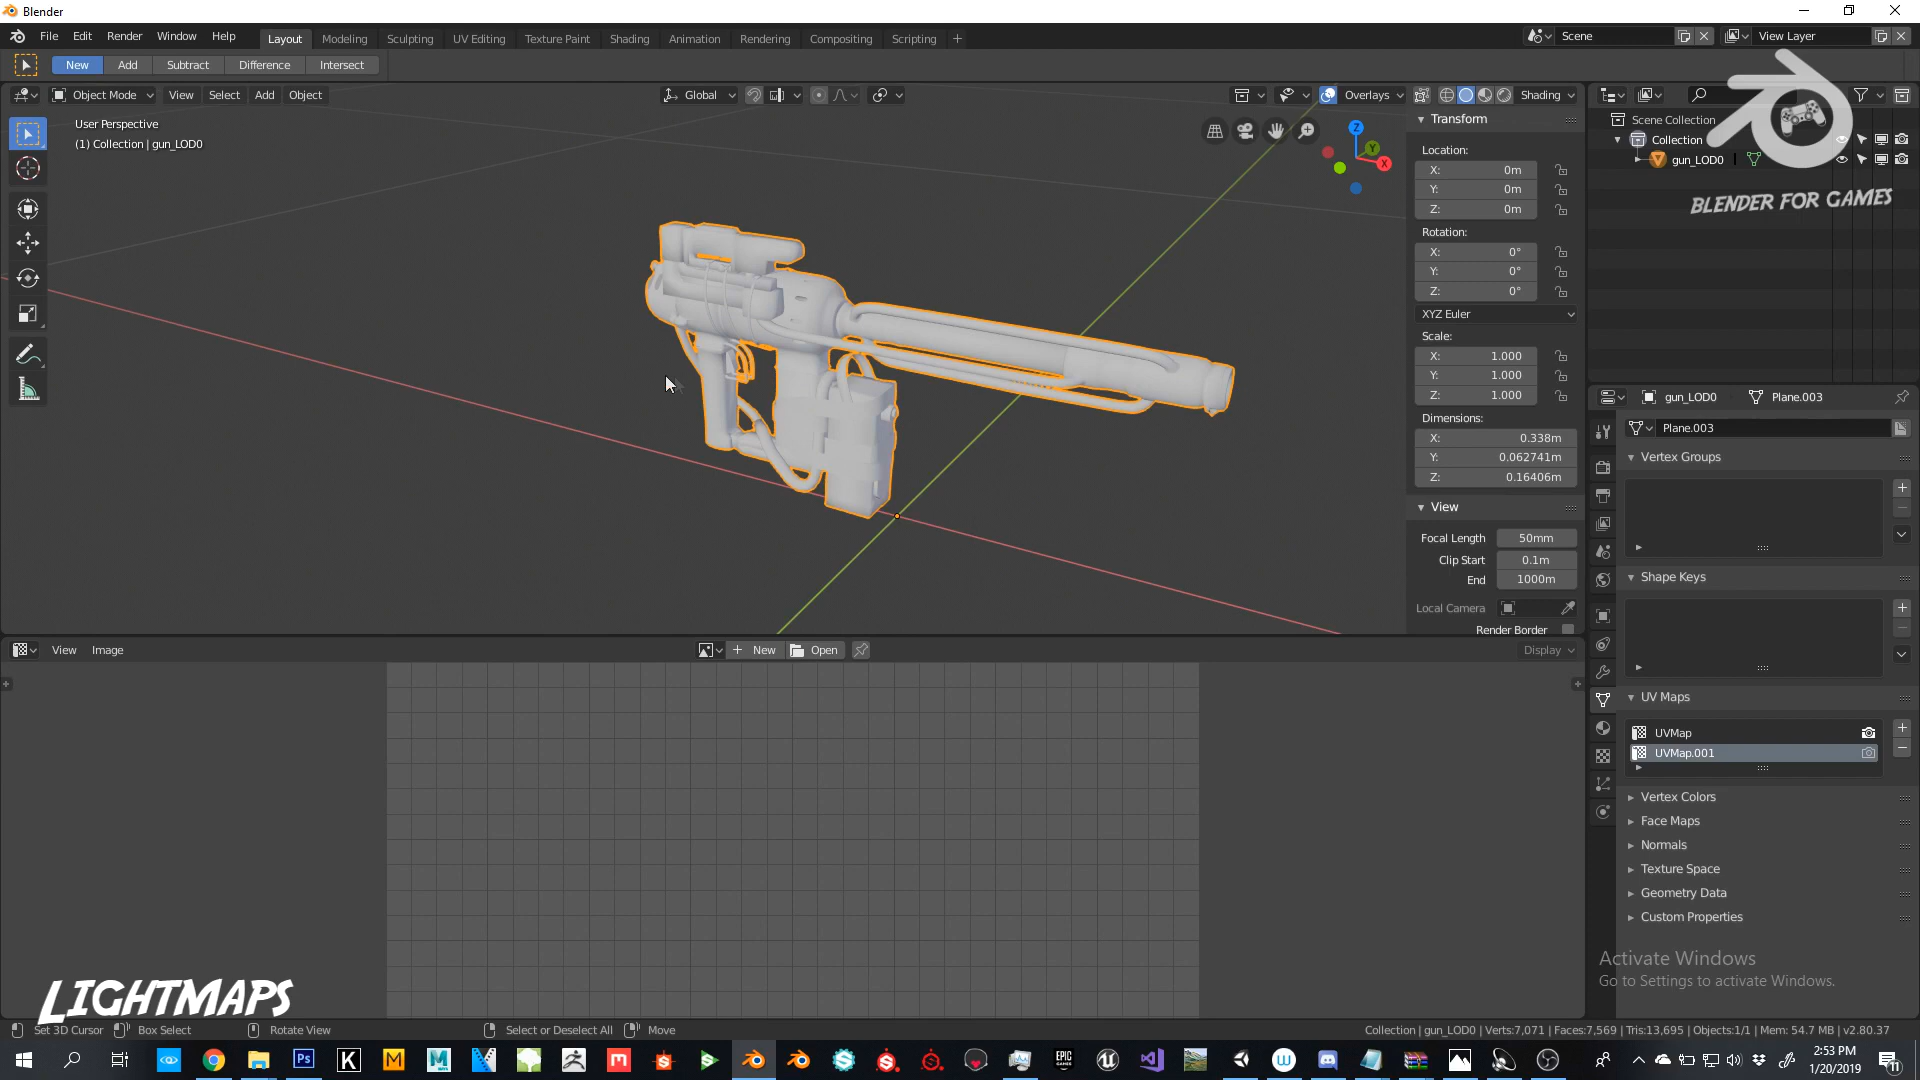 Blender
File Edit Render Window Help
Layout Modeling Sculpting UV Editing Texture Paint Shading Animation Rendering Compositing Scripting
Scene
View Layer
New Add Subtract Difference Intersect
Object Mode View Select Add Object
Global
Overlays
Shading
User Perspective
(1) Collection | gun_LOD0
Z
Y
X
Transform
Location:
X: 0m
Y: 0m
Z: 0m
Rotation:
X: 0°
Y: 0°
Z: 0°
XYZ Euler
Scale:
X: 1.000
Y: 1.000
Z: 1.000
Dimensions:
X: 0.338m
Y: 0.062741m
Z: 0.16406m
View
Focal Length 50mm
Clip Start 0.1m
End 1000m
Local Camera
Render Border
Scene Collection
Collection
gun_LOD0
BLENDER FOR GAMES
gun_LOD0 Plane.003
Plane.003
Vertex Groups
Shape Keys
UV Maps
UVMap
UVMap.001
Vertex Colors
Face Maps
Normals
Texture Space
Geometry Data
Custom Properties
View Image
New Open
Display
Activate Windows
Go to Settings to activate Windows.
LIGHTMAPS
Set 3D Cursor Box Select Rotate View Select or Deselect All Move
Collection | gun_LOD0 | Verts:7,071 | Faces:7,569 | Tris:13,695 | Objects:1/1 | Mem: 54.7 MB | v2.80.37
Ps
K
M
EPIC
GAMES
2:53 PM
1/20/2019
11